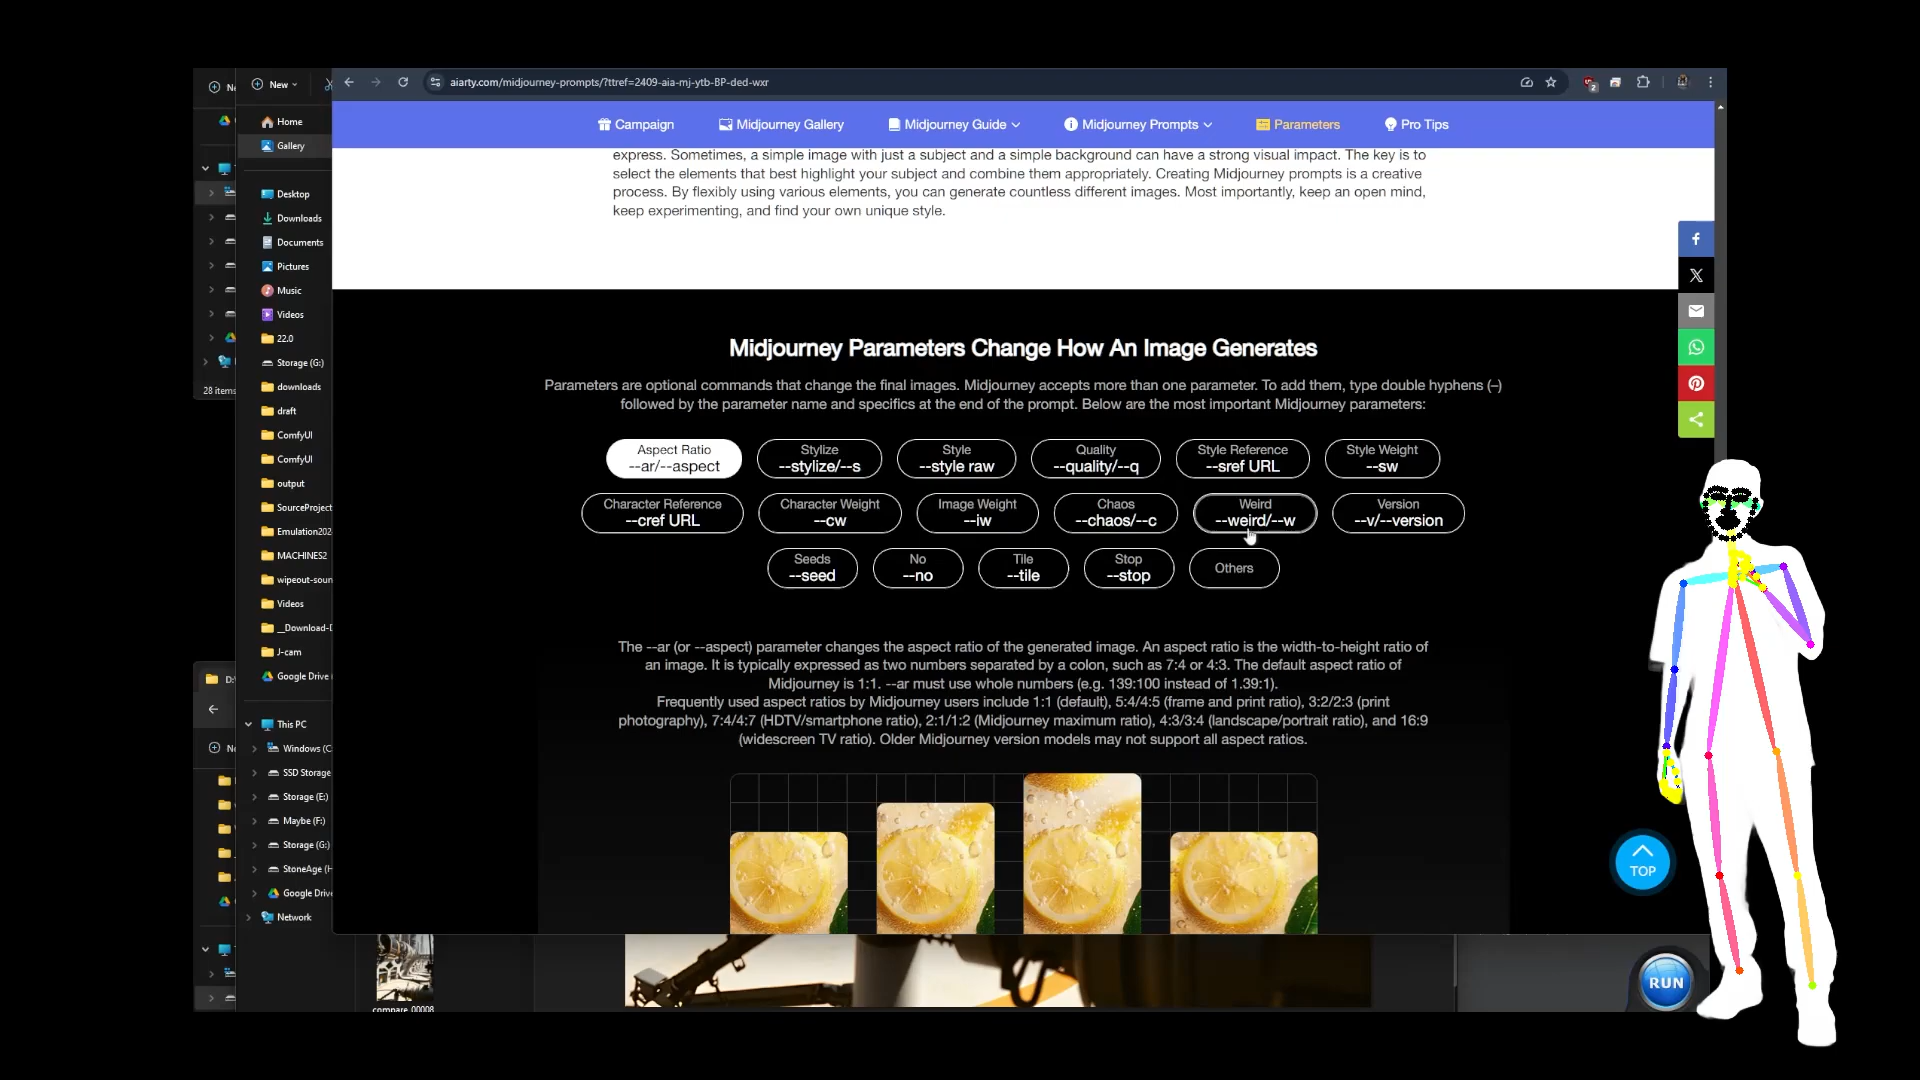 New
aiarty.com/midjourney-prompts/?ttref=2409-aia-mj-ytb-BP-ded-wxr
2
Home
Gallery
Desktop
Downloads
Documents
Pictures
Music
Videos
22.0
Storage (G:)
downloads
draft
ComfyUI
ComfyUI
output
SourceProject
Emulation202
MACHINES2
wipeout-soun
Videos
__Download-D
J-cam
Google Drive
This PC
Windows (C
SSD Storage
Storage (E:)
Maybe (F:)
Storage (G:)
StoneAge (H
Google Drive
Network
28 items
Campaign
Midjourney Gallery
Midjourney Guide
Midjourney Prompts
Parameters
Pro Tips
express. Sometimes, a simple image with just a subject and a simple background can have a strong visual impact. The key is to
select the elements that best highlight your subject and combine them appropriately. Creating Midjourney prompts is a creative
process. By flexibly using various elements, you can generate countless different images. Most importantly, keep an open mind,
keep experimenting, and find your own unique style.
Midjourney Parameters Change How An Image Generates
Parameters are optional commands that change the final images. Midjourney accepts more than one parameter. To add them, type double hyphens (–)
followed by the parameter name and specifics at the end of the prompt. Below are the most important Midjourney parameters:
Aspect Ratio
--ar/--aspect
Stylize
--stylize/--s
Style
--style raw
Quality
--quality/--q
Style Reference
--sref URL
Style Weight
--sw
Character Reference
--cref URL
Character Weight
--cw
Image Weight
--iw
Chaos
--chaos/--c
Weird
--weird/--w
Version
--v/--version
Seeds
--seed
No
--no
Tile
--tile
Stop
--stop
Others
The --ar (or --aspect) parameter changes the aspect ratio of the generated image. An aspect ratio is the width-to-height ratio of
an image. It is typically expressed as two numbers separated by a colon, such as 7:4 or 4:3. The default aspect ratio of
Midjourney is 1:1. --ar must use whole numbers (e.g. 139:100 instead of 1.39:1).
Frequently used aspect ratios by Midjourney users include 1:1 (default), 5:4/4:5 (frame and print ratio), 3:2/2:3 (print
photography), 7:4/4:7 (HDTV/smartphone ratio), 2:1/1:2 (Midjourney maximum ratio), 4:3/3:4 (landscape/portrait ratio), and 16:9
(widescreen TV ratio). Older Midjourney version models may not support all aspect ratios.
TOP
RUN
compare_00008